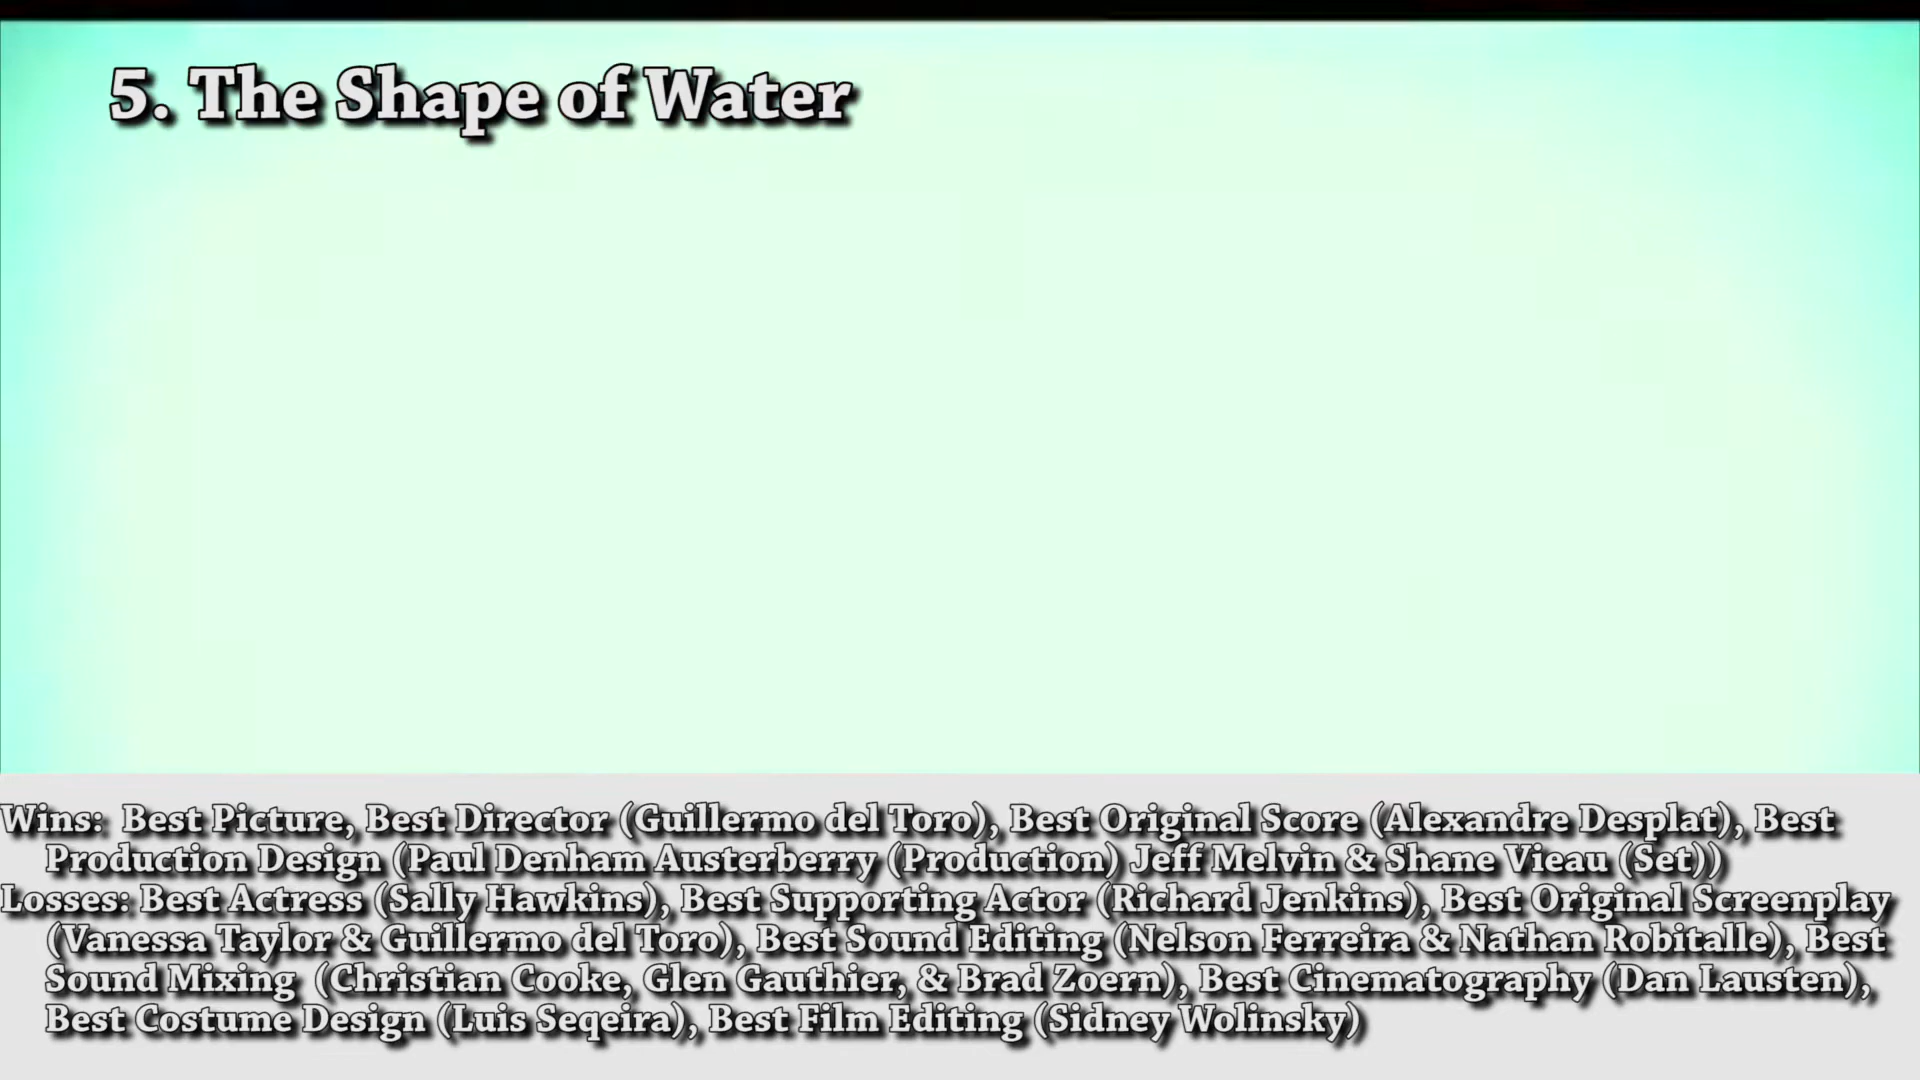 5. The Shape of Water
Wins: Best Picture, Best Director (Guillermo del Toro), Best Original Score (Alexandre Desplat), Best
Production Design (Paul Denham Austerberry (Production) Jeff Melvin & Shane Vieau (Set))
Losses: Best Actress (Sally Hawkins), Best Supporting Actor (Richard Jenkins), Best Original Screenplay
(Vanessa Taylor & Guillermo del Toro), Best Sound Editing (Nelson Ferreira & Nathan Robitalle), Best
Sound Mixing (Christian Cooke, Glen Gauthier, & Brad Zoern), Best Cinematography (Dan Lausten),
Best Costume Design (Luis Seqeira), Best Film Editing (Sidney Wolinsky)